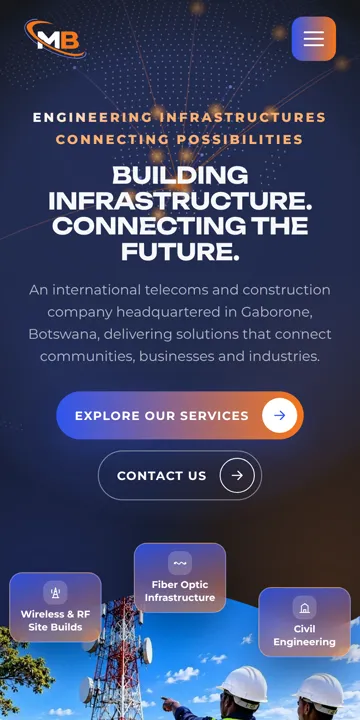 MB
ENGINEERING INFRASTRUCTURES
CONNECTING POSSIBILITIES
BUILDING
INFRASTRUCTURE.
CONNECTING THE
FUTURE.
An international telecoms and construction
company headquartered in Gaborone,
Botswana, delivering solutions that connect
communities, businesses and industries.
EXPLORE OUR SERVICES
CONTACT US
Fiber Optic
Infrastructure
Wireless & RF
Site Builds
Civil
Engineering